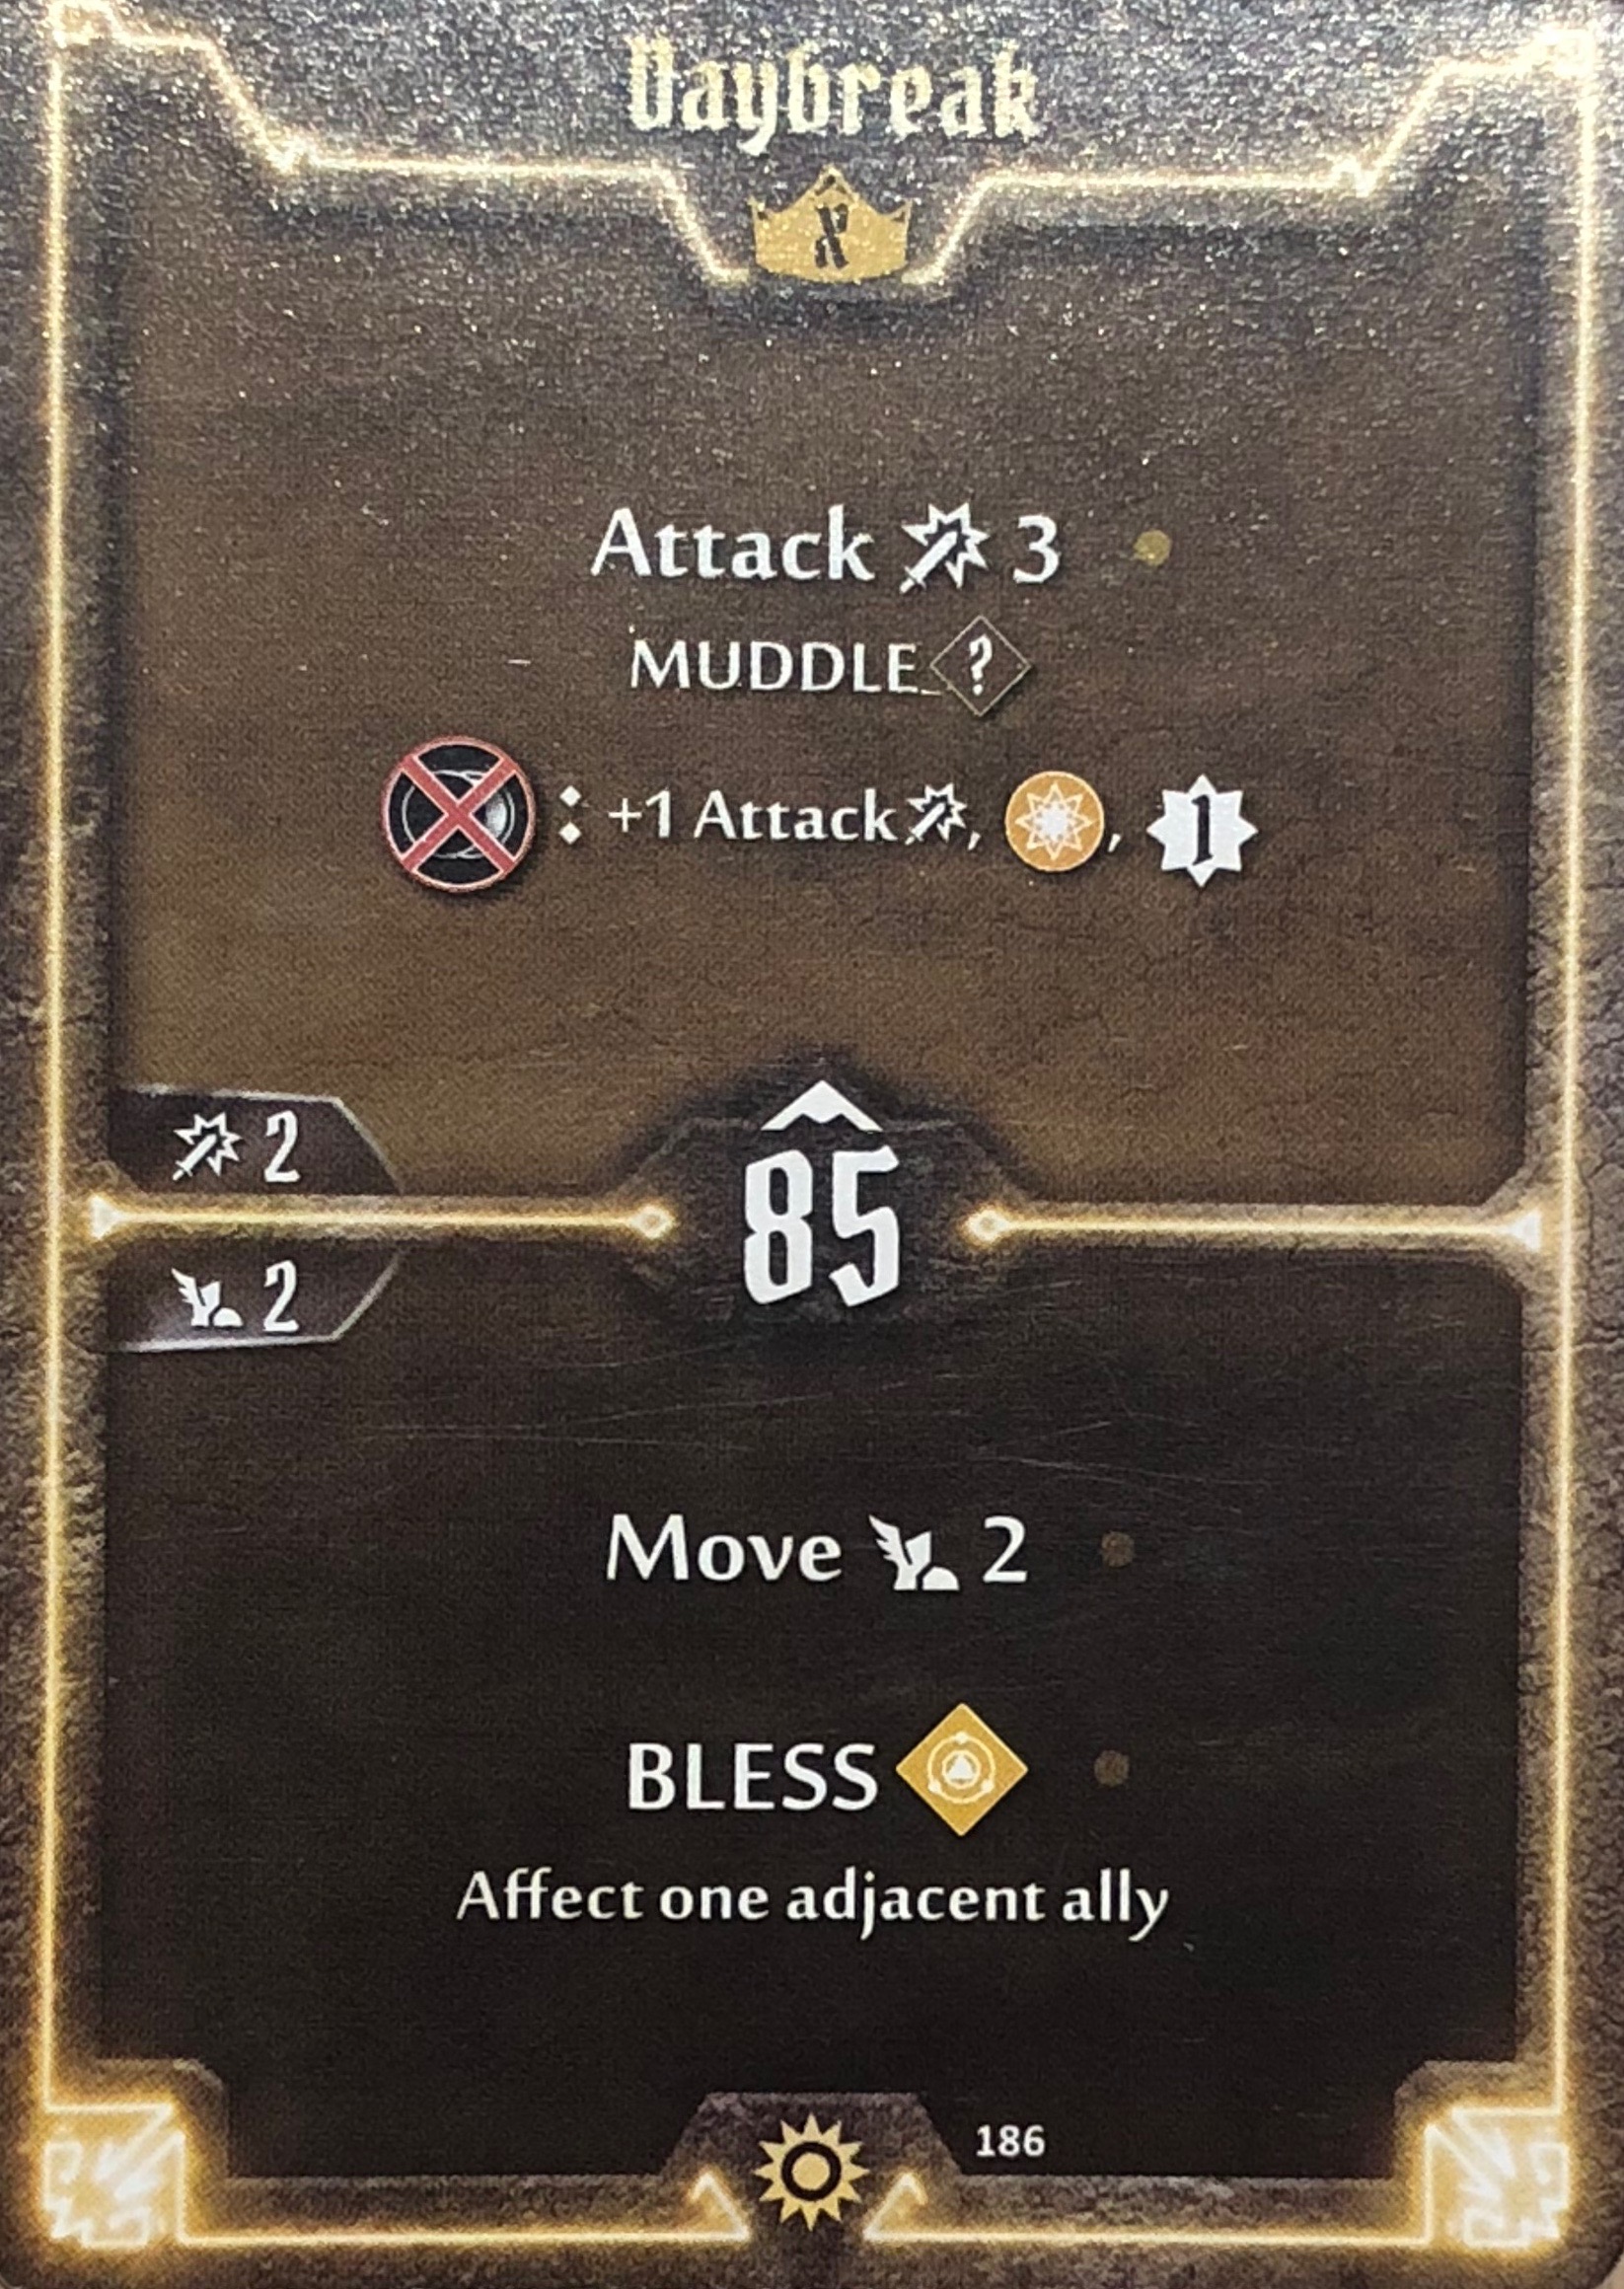 Daybreak
X
Attack 3
MUDDLE ?
: +1 Attack, , 1
2
85
2
Move 2
BLESS
Affect one adjacent ally
186